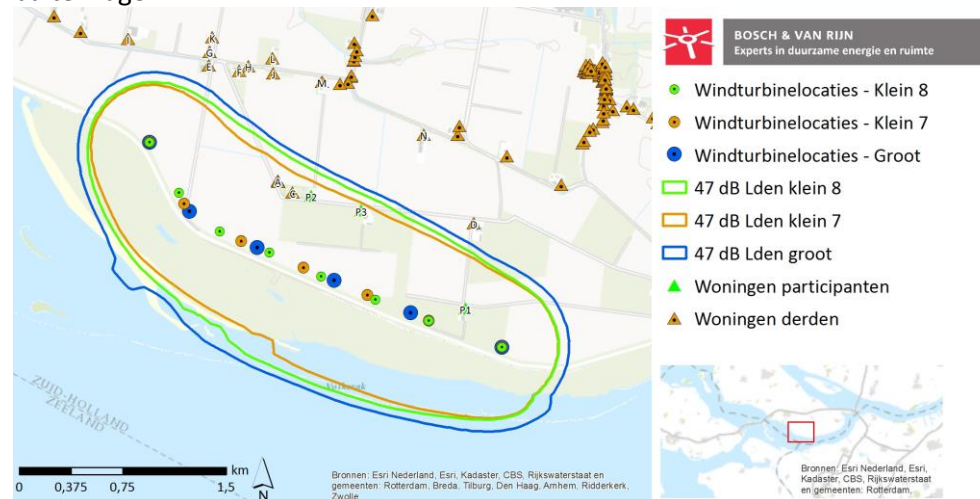 K
G
L
I
E
F
H
J
M
N
C
P2
P3
D
P1
ZUID-HOLLAND
ZEELAND
km
0
0,375
0,75
1,5
N
Bronnen: Esri Nederland, Esri, Kadaster, CBS, Rijkswaterstaat en
gemeenten: Rotterdam, Breda, Tilburg, Den Haag, Arnhem, Ridderkerk,
Zwolle
BOSCH & VAN RIJN
Experts in duurzame energie en ruimte
Windturbinelocaties - Klein 8
Windturbinelocaties - Klein 7
Windturbinelocaties - Groot
47 dB Lden klein 8
47 dB Lden klein 7
47 dB Lden groot
Woningen participanten
Woningen derden
Bronnen: Esri Nederland, Esri,
Kadaster, CBS, Rijkswaterstaat
en gemeenten: Rotterdam,